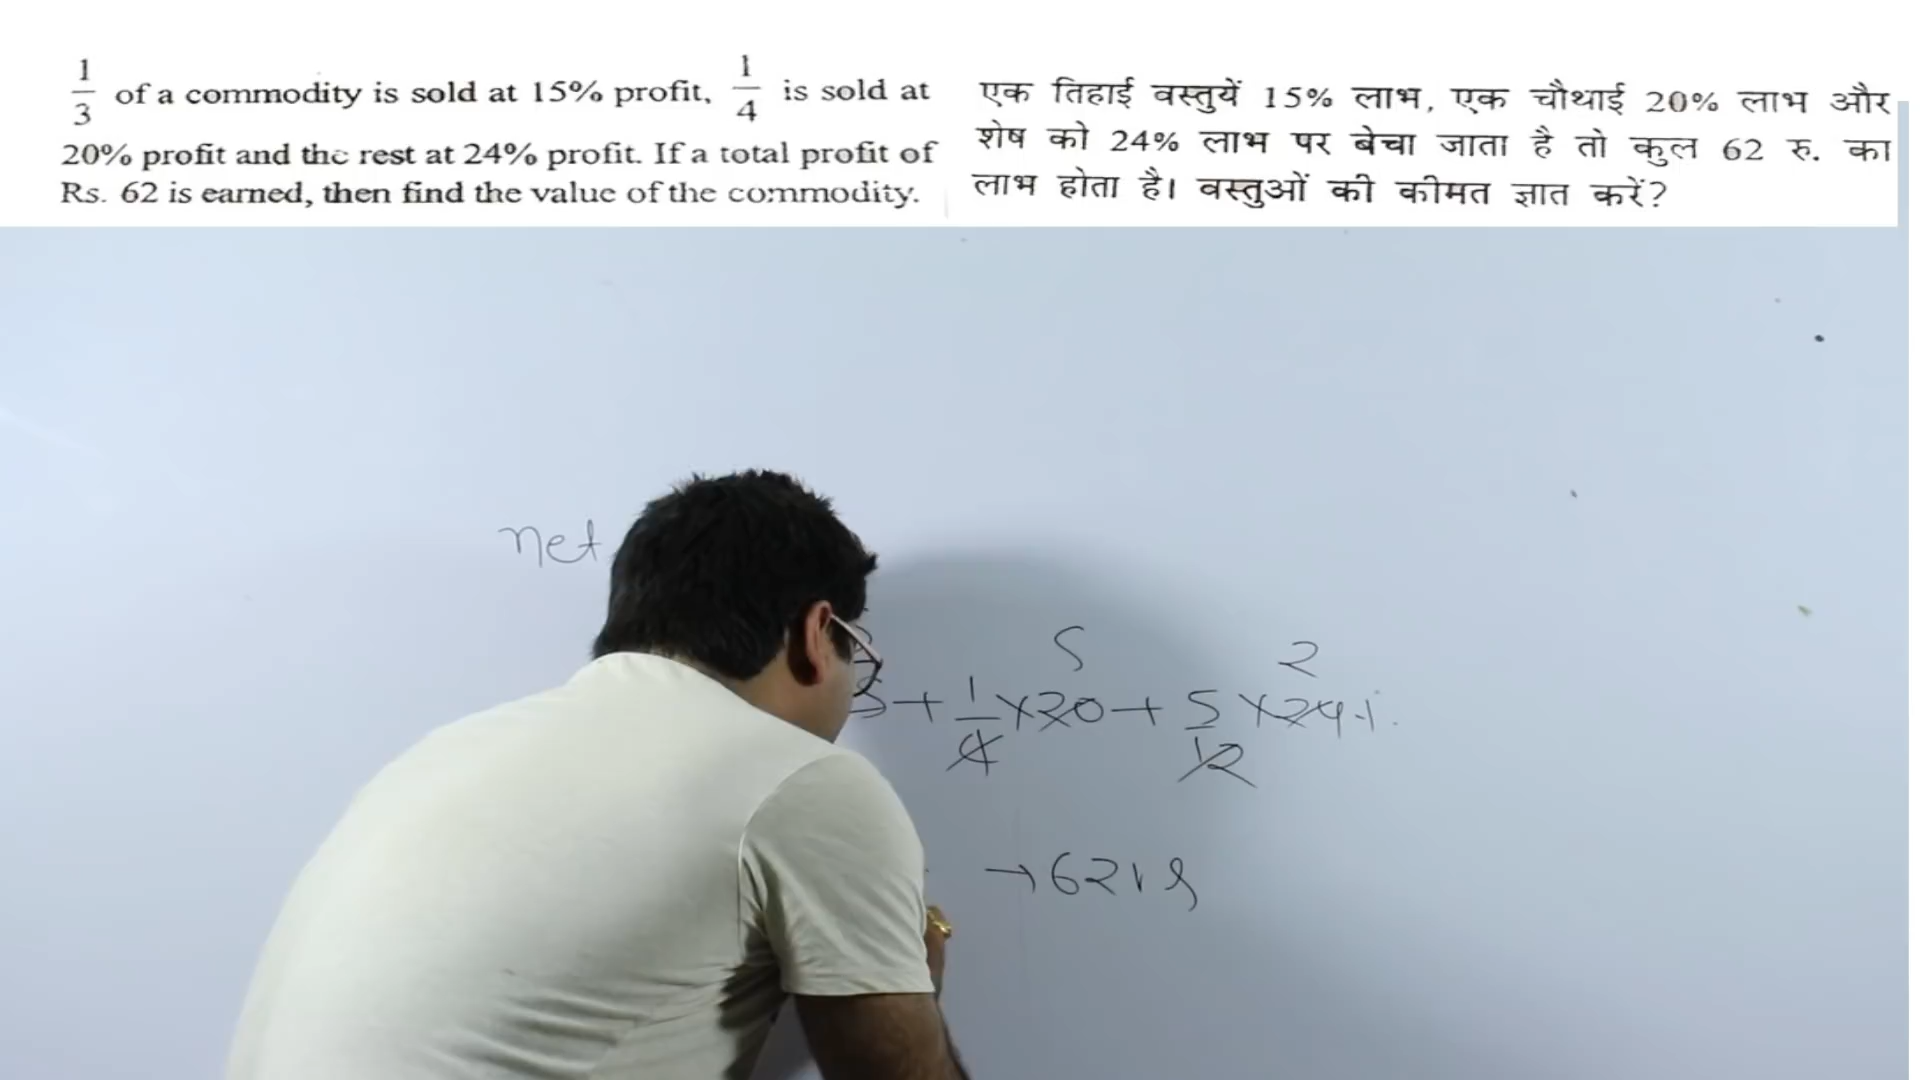 1/3 of a commodity is sold at 15% profit, 1/4 is sold at
20% profit and the rest at 24% profit. If a total profit of
Rs. 62 is earned, then find the value of the commodity.
एक तिहाई वस्तुयें 15% लाभ, एक चौथाई 20% लाभ और
शेष को 24% लाभ पर बेचा जाता है तो कुल 62 रु. का
लाभ होता है। वस्तुओं की कीमत ज्ञात करें?
net
5 2
+ 1/4 × 20 + 5/12 × 24%
→ 62